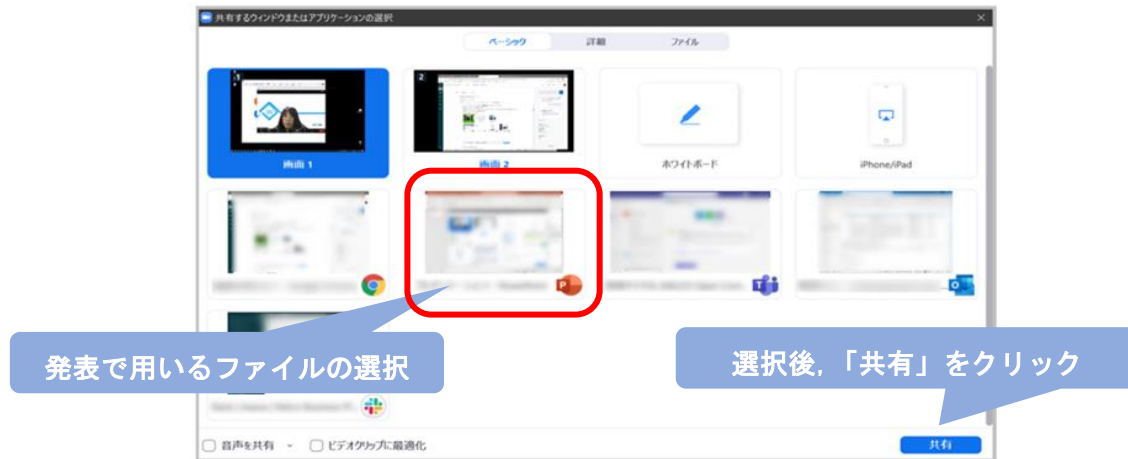 共有するウィンドウまたはアプリケーションの選択
ベーシック
詳細
ファイル
1
2
画面 1
画面 2
ホワイトボード
iPhone/iPad
発表で用いるファイルの選択
選択後,「共有」をクリック
音声を共有
ビデオクリップに最適化
共有